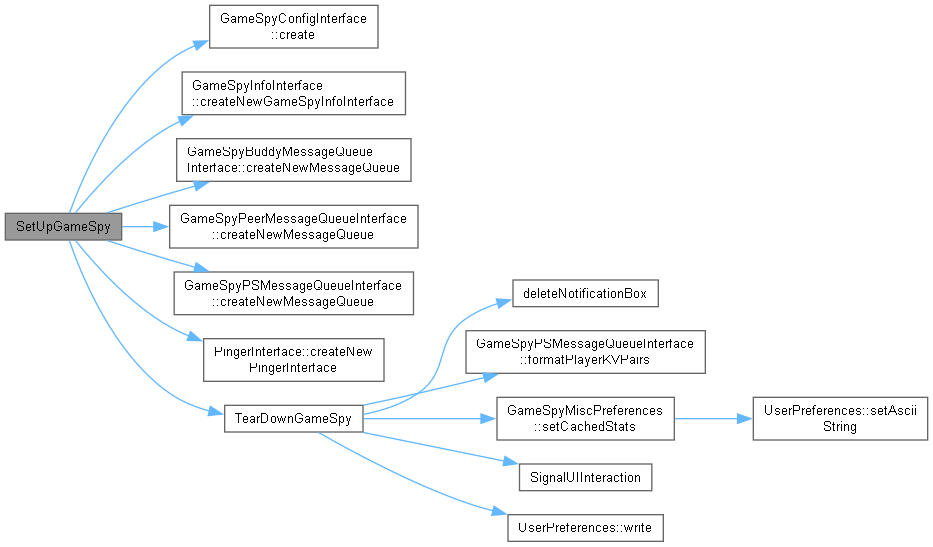 GameSpyConfigInterface
::create
GameSpyInfoInterface
::createNewGameSpyInfoInterface
GameSpyBuddyMessageQueue
Interface::createNewMessageQueue
SetUpGameSpy
GameSpyPeerMessageQueueInterface
::createNewMessageQueue
GameSpyPSMessageQueueInterface
::createNewMessageQueue
PingerInterface::createNew
PingerInterface
TearDownGameSpy
deleteNotificationBox
GameSpyPSMessageQueueInterface
::formatPlayerKVPairs
GameSpyMiscPreferences
::setCachedStats
UserPreferences::setAscii
String
SignalUIInteraction
UserPreferences::write